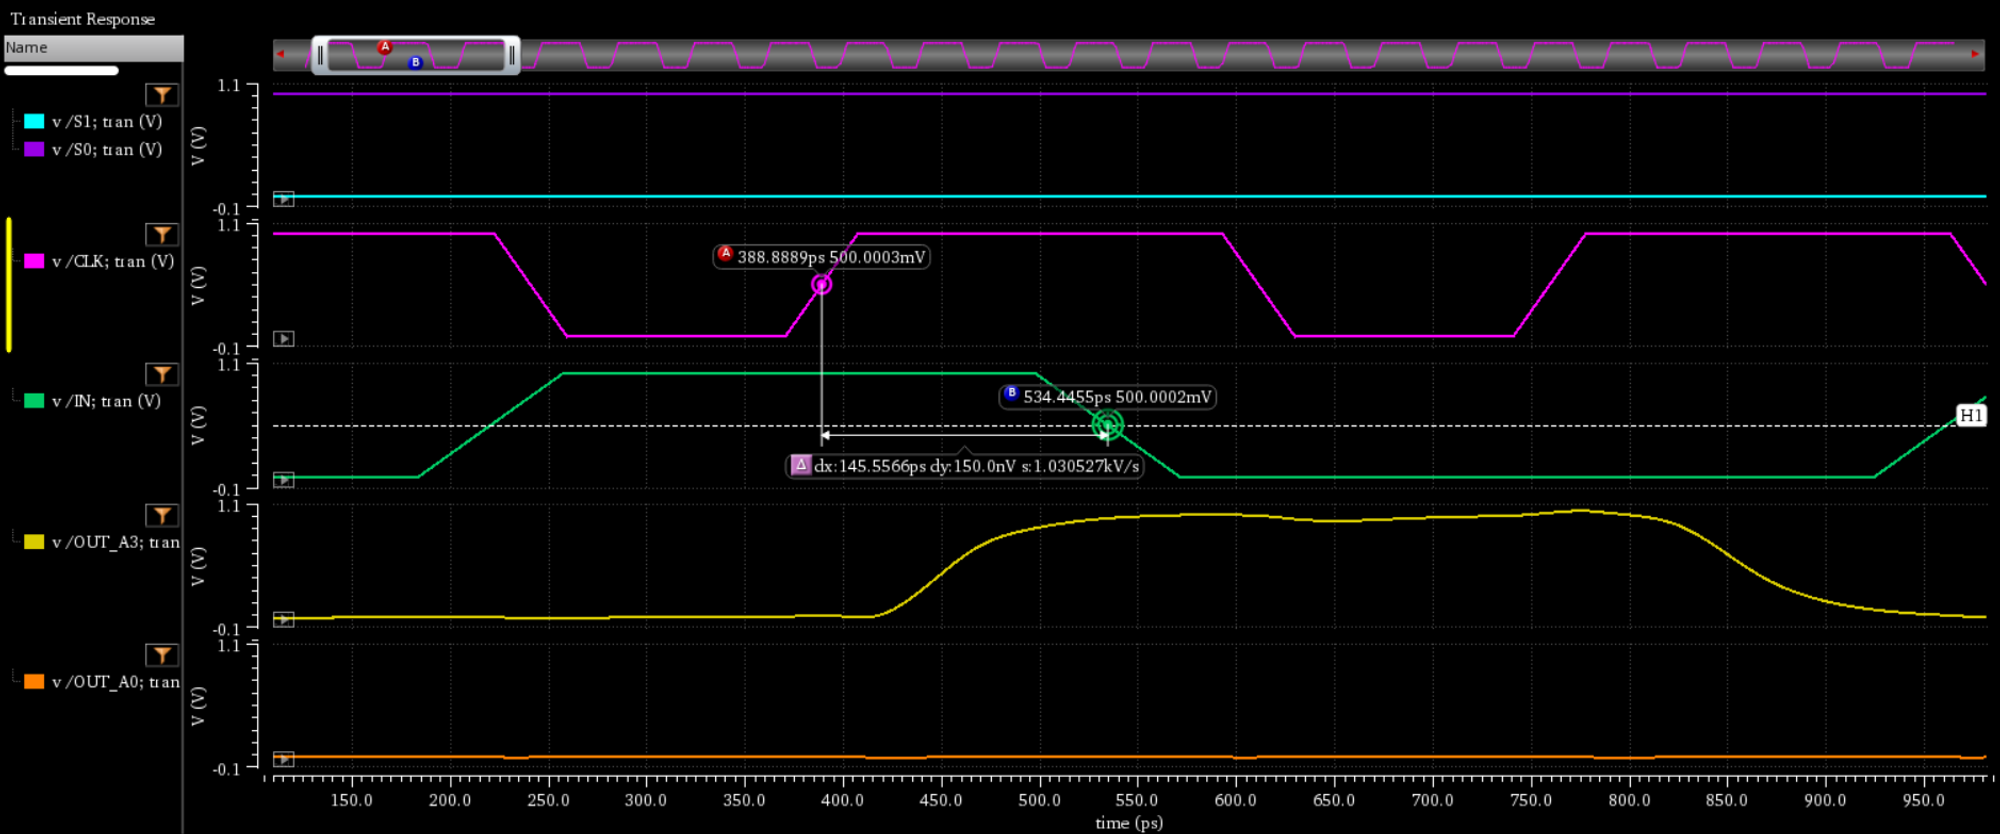 Transient Response
Name
v /S1; tran (V)
v /S0; tran (V)
v /CLK; tran (V)
v /IN; tran (V)
v /OUT_A3; tran
v /OUT_A0; tran
1.1
V (V)
-0.1
1.1
V (V)
-0.1
1.1
V (V)
-0.1
1.1
V (V)
-0.1
1.1
V (V)
-0.1
A
B
A 388.8889ps 500.0003mV
B 534.4455ps 500.0002mV
H1
Δ dx:145.5566ps dy:150.0nV s:1.030527kV/s
150.0 200.0 250.0 300.0 350.0 400.0 450.0 500.0 550.0 600.0 650.0 700.0 750.0 800.0 850.0 900.0 950.0
time (ps)